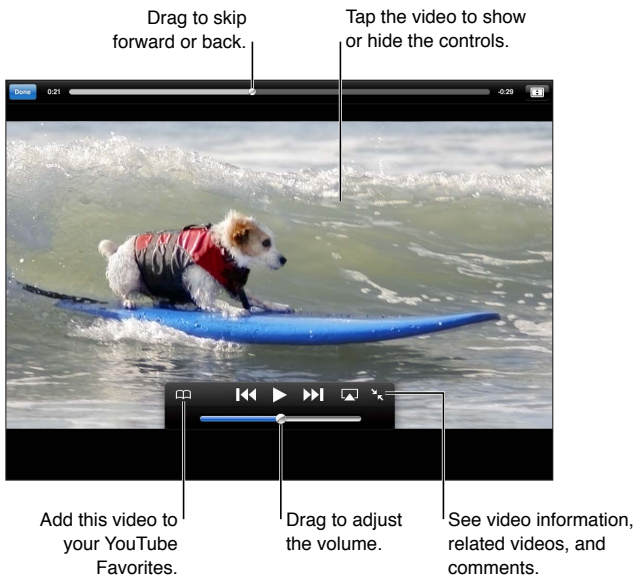 Drag to skip
forward or back.
Tap the video to show
or hide the controls.
Done 0:21 -0:29
Add this video to
your YouTube
Favorites.
Drag to adjust
the volume.
See video information,
related videos, and
comments.